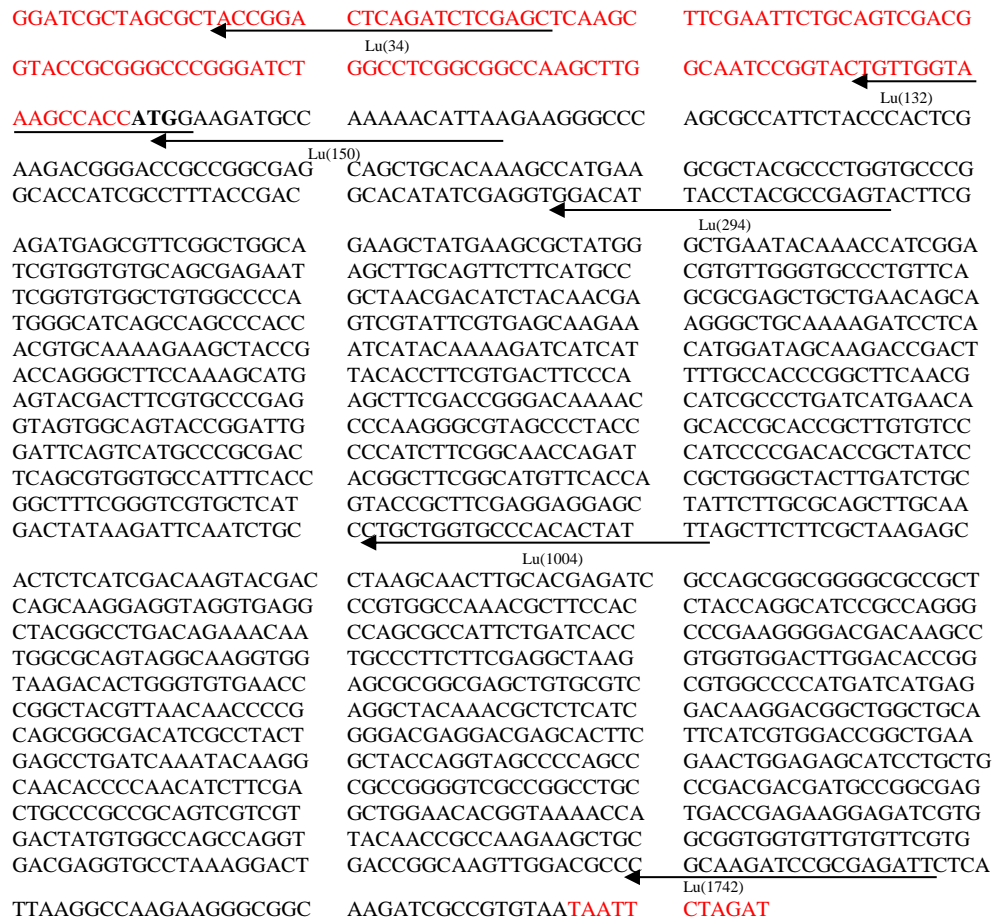 GGATCGCTAGCGCTACCGGA CTCAGATCTCGAGCTCAAGC TTCGAATTCTGCAGTCGACG
Lu(34)
GTACCGCGGGCCCGGGATCT GGCCTCGGCGGCCAAGCTTG GCAATCCGGTACTGTTGGTA
Lu(132)
AAGCCACCATGGAAGATGCC AAAAACATTAAGAAGGGCCC AGCGCCATTCTACCCACTCG
Lu(150)
AAGACGGGACCGCCGGCGAG CAGCTGCACAAAGCCATGAA GCGCTACGCCCTGGTGCCCG
GCACCATCGCCTTTACCGAC GCACATATCGAGGTGGACAT TACCTACGCCGAGTACTTCG
Lu(294)
AGATGAGCGTTCGGCTGGCA GAAGCTATGAAGCGCTATGG GCTGAATACAAACCATCGGA
TCGTGGTGTGCAGCGAGAAT AGCTTGCAGTTCTTCATGCC CGTGTTGGGTGCCCTGTTCA
TCGGTGTGGCTGTGGCCCCA GCTAACGACATCTACAACGA GCGCGAGCTGCTGAACAGCA
TGGGCATCAGCCAGCCCACC GTCGTATTCGTGAGCAAGAA AGGGCTGCAAAAGATCCTCA
ACGTGCAAAAGAAGCTACCG ATCATACAAAAGATCATCAT CATGGATAGCAAGACCGACT
ACCAGGGCTTCCAAAGCATG TACACCTTCGTGACTTCCCA TTTGCCACCCGGCTTCAACG
AGTACGACTTCGTGCCCGAG AGCTTCGACCGGGACAAAAC CATCGCCCTGATCATGAACA
GTAGTGGCAGTACCGGATTG CCCAAGGGCGTAGCCCTACC GCACCGCACCGCTTGTGTCC
GATTCAGTCATGCCCGCGAC CCCATCTTCGGCAACCAGAT CATCCCCGACACCGCTATCC
TCAGCGTGGTGCCATTTCACC ACGGCTTCGGCATGTTCACCA CGCTGGGCTACTTGATCTGC
GGCTTTCGGGTCGTGCTCAT GTACCGCTTCGAGGAGGAGC TATTCTTGCGCAGCTTGCAA
GACTATAAGATTCAATCTGC CCTGCTGGTGCCCACACTAT TTAGCTTCTTCGCTAAGAGC
Lu(1004)
ACTCTCATCGACAAGTACGAC CTAAGCAACTTGCACGAGATC GCCAGCGGCGGGGCGCCGCT
CAGCAAGGAGGTAGGTGAGG CCGTGGCCAAACGCTTCCAC CTACCAGGCATCCGCCAGGG
CTACGGCCTGACAGAAACAA CCAGCGCCATTCTGATCACC CCCGAAGGGGACGACAAGCC
TGGCGCAGTAGGCAAGGTGG TGCCCTTCTTCGAGGCTAAG GTGGTGGACTTGGACACCGG
TAAGACACTGGGTGTGAACC AGCGCGGCGAGCTGTGCGTC CGTGGCCCCATGATCATGAG
CGGCTACGTTAACAACCCCG AGGCTACAAACGCTCTCATC GACAAGGACGGCTGGCTGCA
CAGCGGCGACATCGCCTACT GGGACGAGGACGAGCACTTC TTCATCGTGGACCGGCTGAA
GAGCCTGATCAAATACAAGG GCTACCAGGTAGCCCCAGCC GAACTGGAGAGCATCCTGCTG
CAACACCCCAACATCTTCGA CGCCGGGGTCGCCGGCCTGC CCGACGACGATGCCGGCGAG
CTGCCCGCCGCAGTCGTCGT GCTGGAACACGGTAAAACCA TGACCGAGAAGGAGATCGTG
GACTATGTGGCCAGCCAGGT TACAACCGCCAAGAAGCTGC GCGGTGGTGTTGTGTTCGTG
GACGAGGTGCCTAAAGGACT GACCGGCAAGTTGGACGCCC GCAAGATCCGCGAGATTCTCA
Lu(1742)
TTAAGGCCAAGAAGGGCGGC AAGATCGCCGTGTAATAATT CTAGAT